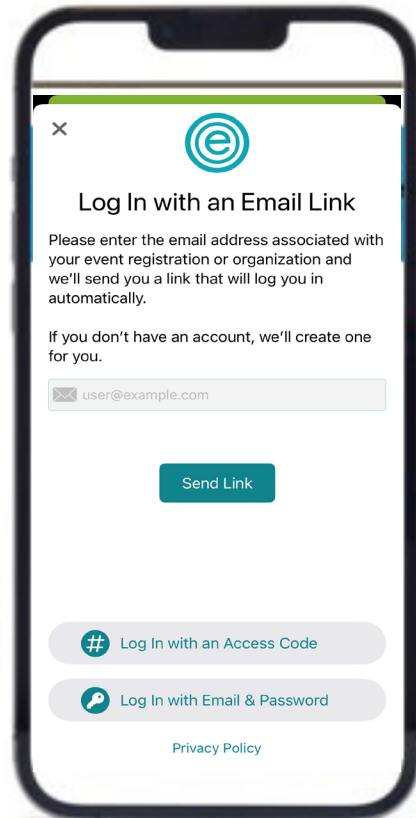 e
Log In with an Email Link
Please enter the email address associated with
your event registration or organization and
we'll send you a link that will log you in
automatically.
If you don't have an account, we'll create one
for you.
user@example.com
Send Link
# Log In with an Access Code
Log In with Email & Password
Privacy Policy